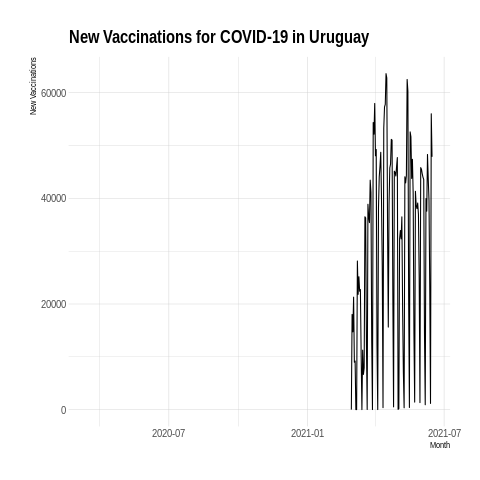 New Vaccinations for COVID-19 in Uruguay
New Vaccinations
60000
40000
20000
0
2020-07
2021-01
2021-07
Month